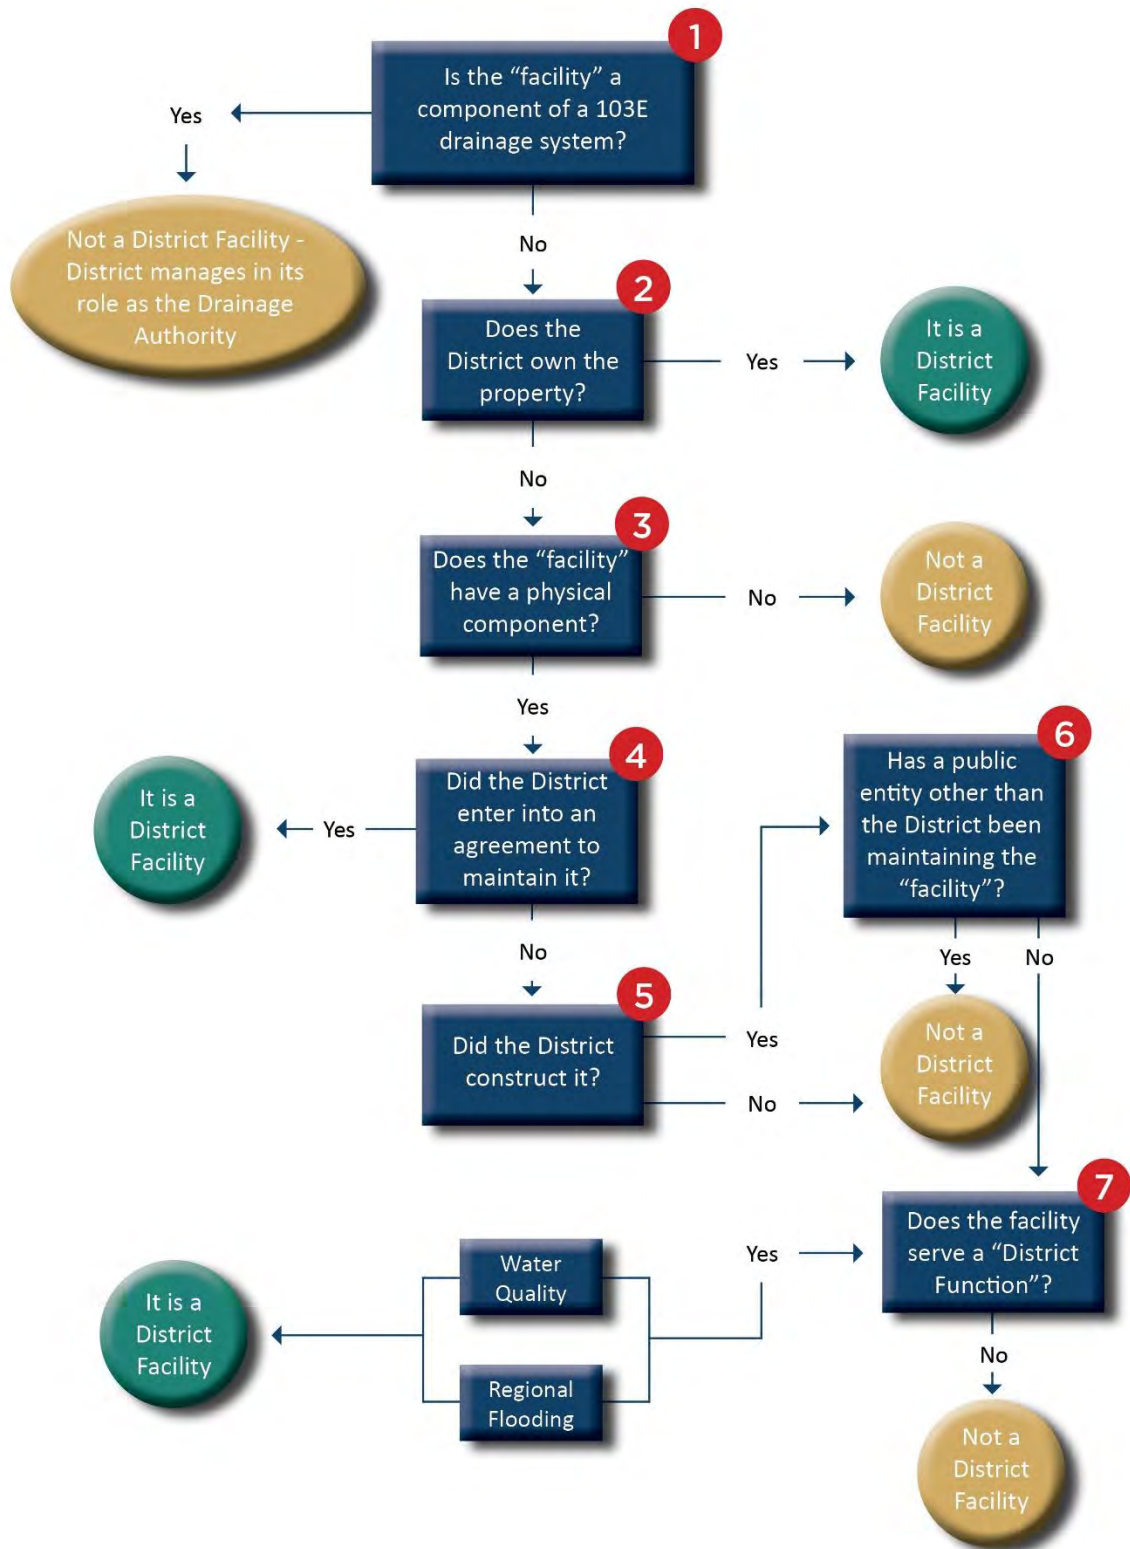 1
Is the “facility” a
component of a 103E
drainage system?
Yes
Not a District Facility -
District manages in its
role as the Drainage
Authority
No
2
Does the
District own the
property?
Yes
It is a
District
Facility
No
3
Does the “facility”
have a physical
component?
No
Not a
District
Facility
Yes
4
Did the District
enter into an
agreement to
maintain it?
Yes
It is a
District
Facility
No
5
Did the District
construct it?
Yes
No
6
Has a public
entity other than
the District been
maintaining the
“facility”?
Yes
No
Not a
District
Facility
7
Does the facility
serve a “District
Function”?
Yes
Water
Quality
Regional
Flooding
It is a
District
Facility
No
Not a
District
Facility